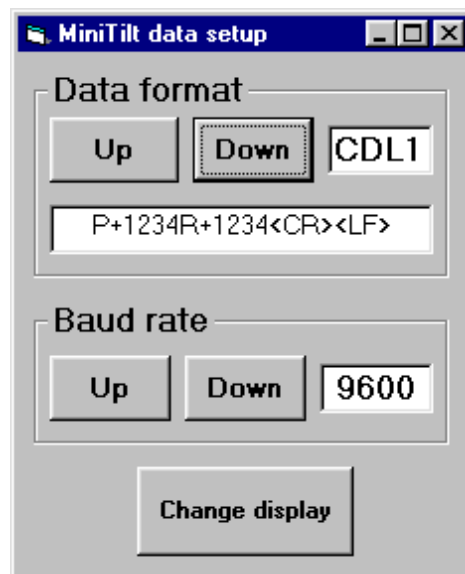 MiniTilt data setup
Data format
Up Down CDL1
P+1234R+1234<CR><LF>
Baud rate
Up Down 9600
Change display